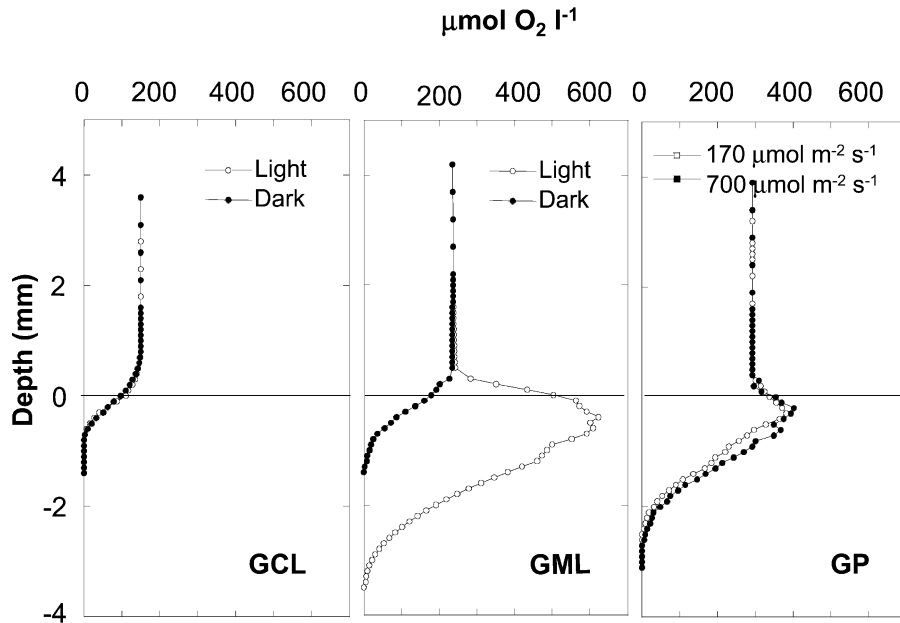 μmol O₂ l⁻¹
0 200 400 600 0 200 400 600 0 200 400 600
Light
Dark
Light
Dark
170 μmol m⁻² s⁻¹
700 μmol m⁻² s⁻¹
4
2
0
-2
-4
Depth (mm)
GCL
GML
GP